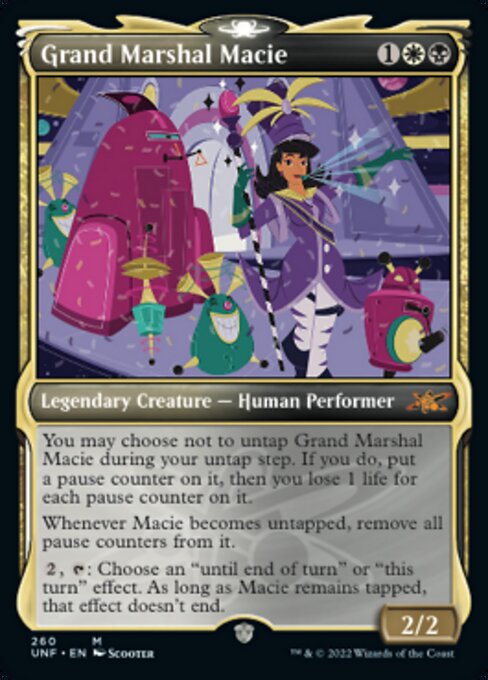 Grand Marshal Macie 1
Legendary Creature — Human Performer
You may choose not to untap Grand Marshal
Macie during your untap step. If you do, put
a pause counter on it, then you lose 1 life for
each pause counter on it.
Whenever Macie becomes untapped, remove all
pause counters from it.
2, : Choose an “until end of turn” or “this
turn” effect. As long as Macie remains tapped,
that effect doesn't end.
2/2
260 M
UNF • EN Scooter
™ & © 2022 Wizards of the Coast